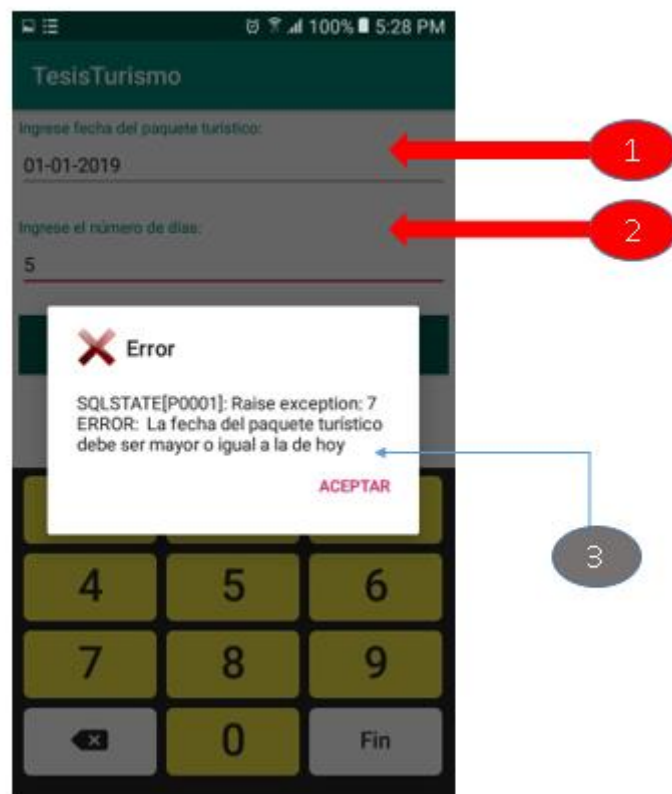 100% 5:28 PM
TesisTurismo
Ingrese fecha del paquete turístico:
01-01-2019
1
Ingrese el número de días:
2
5
Error
SQLSTATE[P0001]: Raise exception: 7
ERROR: La fecha del paquete turístico
debe ser mayor o igual a la de hoy
ACEPTAR
3
4 5 6
7 8 9
0 Fin